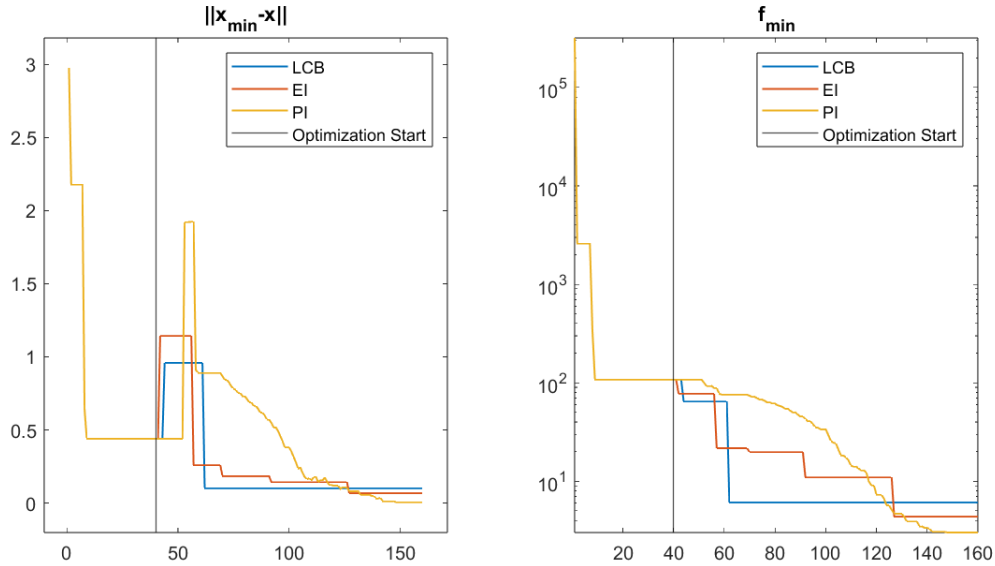 ||x_min-x||
3
2.5
2
1.5
1
0.5
0
0
50
100
150
LCB
EI
PI
Optimization Start
f_min
10^5
10^4
10^3
10^2
10^1
20
40
60
80
100
120
140
160
LCB
EI
PI
Optimization Start